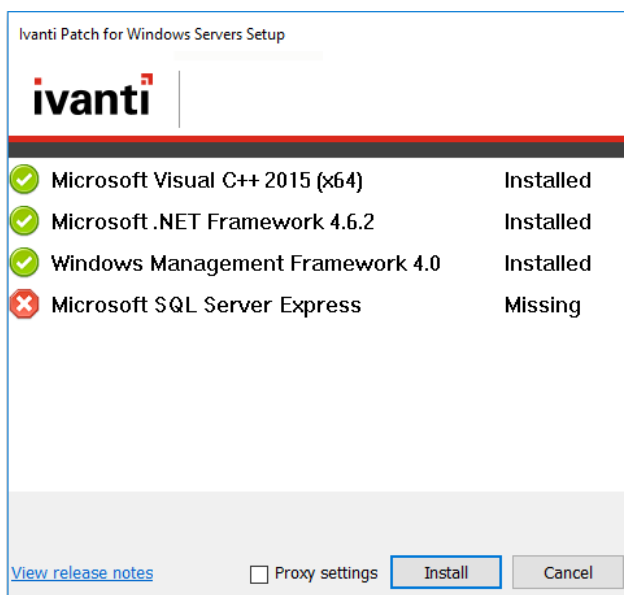 Ivanti Patch for Windows Servers Setup
ivanti
Microsoft Visual C++ 2015 (x64) Installed
Microsoft .NET Framework 4.6.2 Installed
Windows Management Framework 4.0 Installed
Microsoft SQL Server Express Missing
View release notes Proxy settings Install Cancel